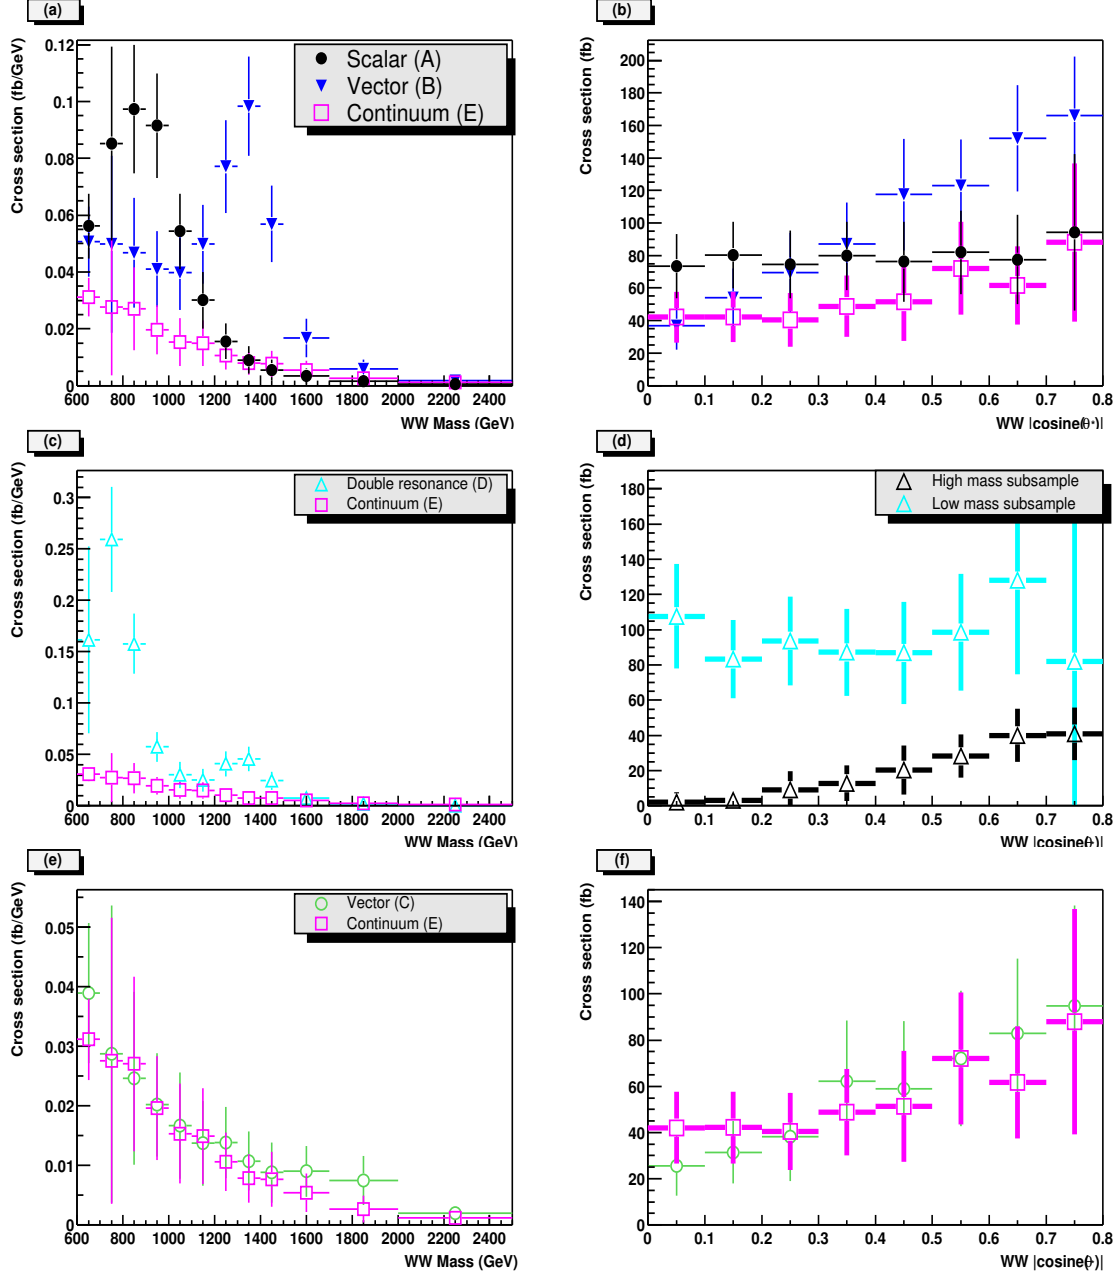 (a)
Cross section (fb/GeV)
0.12
0.1
0.08
0.06
0.04
0.02
0
Scalar (A)
Vector (B)
Continuum (E)
600 800 1000 1200 1400 1600 1800 2000 2200 2400
WW Mass (GeV)
(b)
Cross section (fb)
200
180
160
140
120
100
80
60
40
20
0
0 0.1 0.2 0.3 0.4 0.5 0.6 0.7 0.8
WW |cosine(θ*)|
(c)
Cross section (fb/GeV)
0.3
0.25
0.2
0.15
0.1
0.05
0
Double resonance (D)
Continuum (E)
600 800 1000 1200 1400 1600 1800 2000 2200 2400
WW Mass (GeV)
(d)
Cross section (fb)
180
160
140
120
100
80
60
40
20
0
High mass subsample
Low mass subsample
0 0.1 0.2 0.3 0.4 0.5 0.6 0.7 0.8
WW |cosine(θ)|
(e)
Cross section (fb/GeV)
0.05
0.04
0.03
0.02
0.01
0
Vector (C)
Continuum (E)
600 800 1000 1200 1400 1600 1800 2000 2200 2400
WW Mass (GeV)
(f)
Cross section (fb)
140
120
100
80
60
40
20
0
0 0.1 0.2 0.3 0.4 0.5 0.6 0.7 0.8
WW |cosine(θ)|